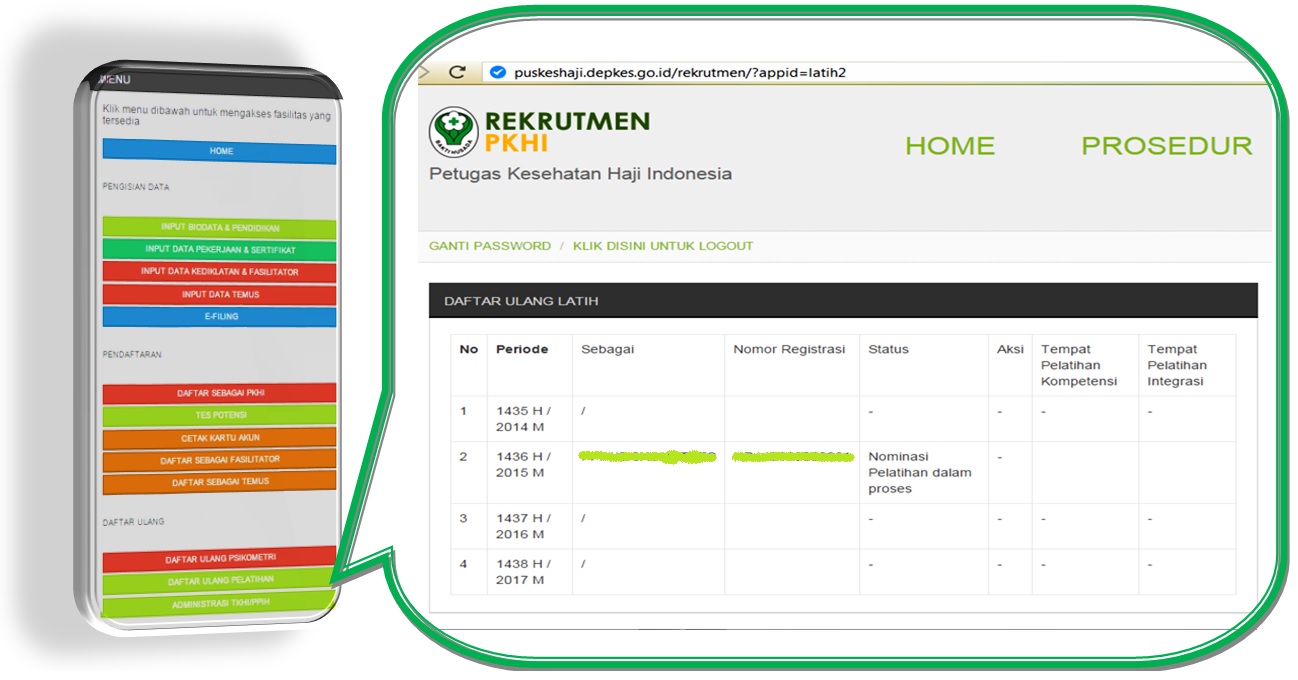 MENU
Klik menu dibawah untuk mengakses fasilitas yang
tersedia
HOME
PENGISIAN DATA
INPUT BIODATA & PENDIDIKAN
INPUT DATA PEKERJAAN & SERTIFIKAT
INPUT DATA KEDIKLATAN & FASILITATOR
INPUT DATA TEMUS
E-FILING
PENDAFTARAN
DAFTAR SEBAGAI PKHI
TES POTENSI
CETAK KARTU AKUN
DAFTAR SEBAGAI FASILITATOR
DAFTAR SEBAGAI TEMUS
DAFTAR ULANG
DAFTAR ULANG PSIKOMETRI
DAFTAR ULANG PELATIHAN
ADMINISTRASI TKHI/PPIH
puskeshaji.depkes.go.id/rekrutmen/?appid=latih2
REKRUTMEN
PKHI
BAKTI HUSADA
Petugas Kesehatan Haji Indonesia
HOME PROSEDUR
GANTI PASSWORD / KLIK DISINI UNTUK LOGOUT
DAFTAR ULANG LATIH
No Periode Sebagai Nomor Registrasi Status Aksi Tempat Pelatihan Kompetensi Tempat Pelatihan Integrasi
1 1435 H / 2014 M / - - - -
2 1436 H / 2015 M Nominasi Pelatihan dalam proses -
3 1437 H / 2016 M / - - - -
4 1438 H / 2017 M / - - - -